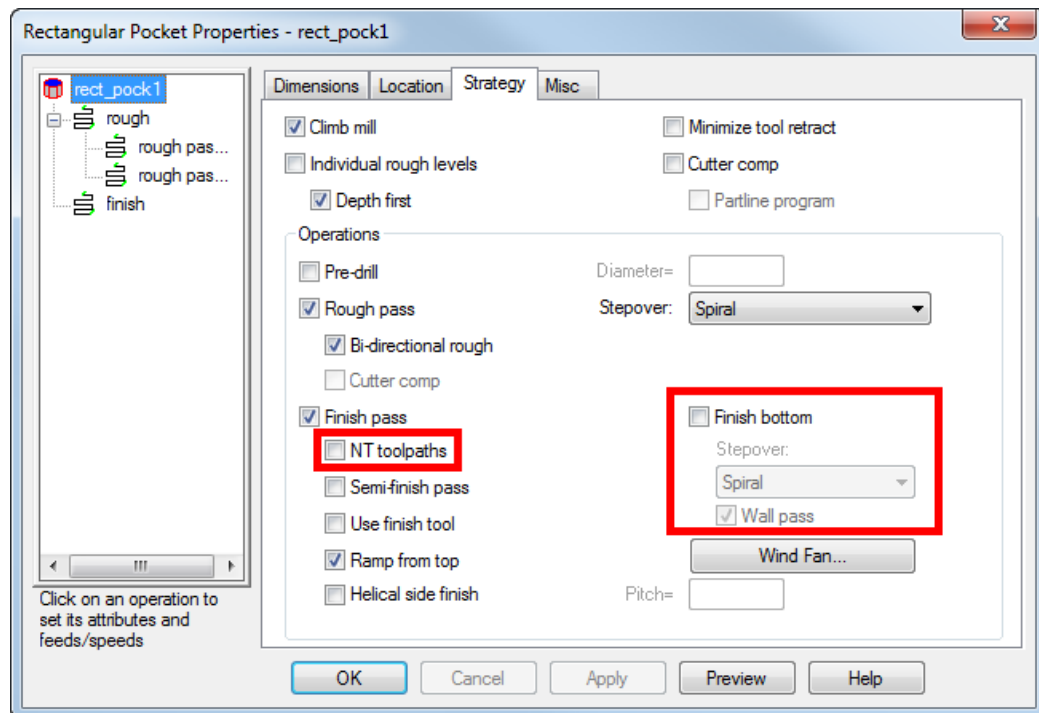 Rectangular Pocket Properties - rect_pock1
rect_pock1
rough
rough pas...
rough pas...
finish
Click on an operation to
set its attributes and
feeds/speeds
Dimensions Location Strategy Misc
Climb mill
Minimize tool retract
Individual rough levels
Cutter comp
Depth first
Partline program
Operations
Pre-drill
Diameter=
Rough pass
Stepover: Spiral
Bi-directional rough
Cutter comp
Finish pass
Finish bottom
NT toolpaths
Stepover:
Semi-finish pass
Spiral
Use finish tool
Wall pass
Ramp from top
Wind Fan...
Helical side finish
Pitch=
OK Cancel Apply Preview Help